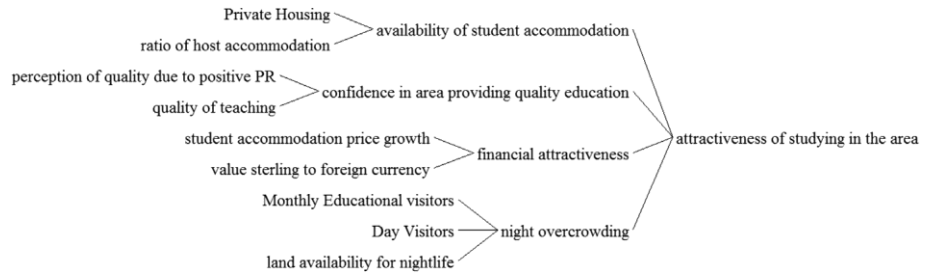 Private Housing
ratio of host accommodation
availability of student accommodation
perception of quality due to positive PR
quality of teaching
confidence in area providing quality education
student accommodation price growth
value sterling to foreign currency
financial attractiveness
Monthly Educational visitors
Day Visitors
land availability for nightlife
night overcrowding
attractiveness of studying in the area